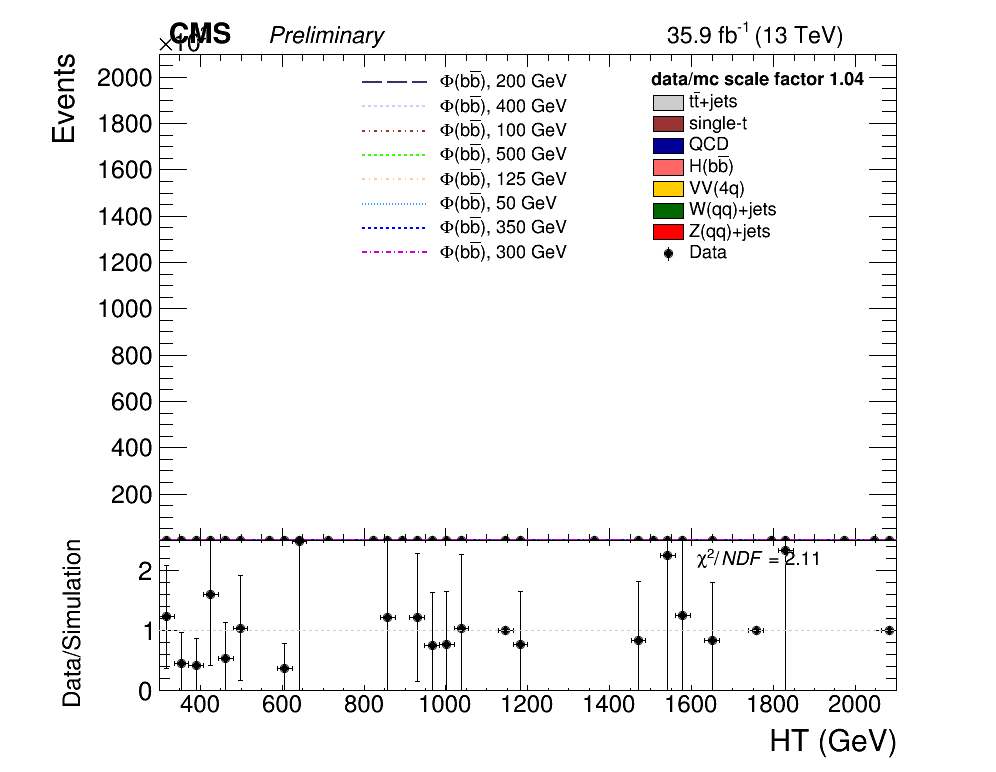 CMS Preliminary 35.9 fb⁻¹ (13 TeV)
Events
2000
1800
1600
1400
1200
1000
800
600
400
200
Φ(bb̅), 200 GeV
Φ(bb̅), 400 GeV
Φ(bb̅), 100 GeV
Φ(bb̅), 500 GeV
Φ(bb̅), 125 GeV
Φ(bb̅), 50 GeV
Φ(bb̅), 350 GeV
Φ(bb̅), 300 GeV
data/mc scale factor 1.04
tt̅+jets
single-t
QCD
H(bb̅)
VV(4q)
W(qq)+jets
Z(qq)+jets
Data
Data/Simulation
χ²/NDF = 2.11
2
1
0
400 600 800 1000 1200 1400 1600 1800 2000
HT (GeV)